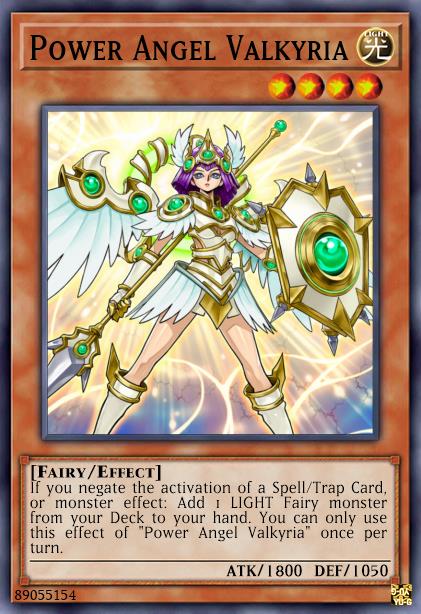 Power Angel Valkyria
LIGHT
光
[Fairy/Effect]
If you negate the activation of a Spell/Trap Card,
or monster effect: Add 1 LIGHT Fairy monster
from your Deck to your hand. You can only use
this effect of "Power Angel Valkyria" once per
turn.
ATK/1800 DEF/1050
89055154